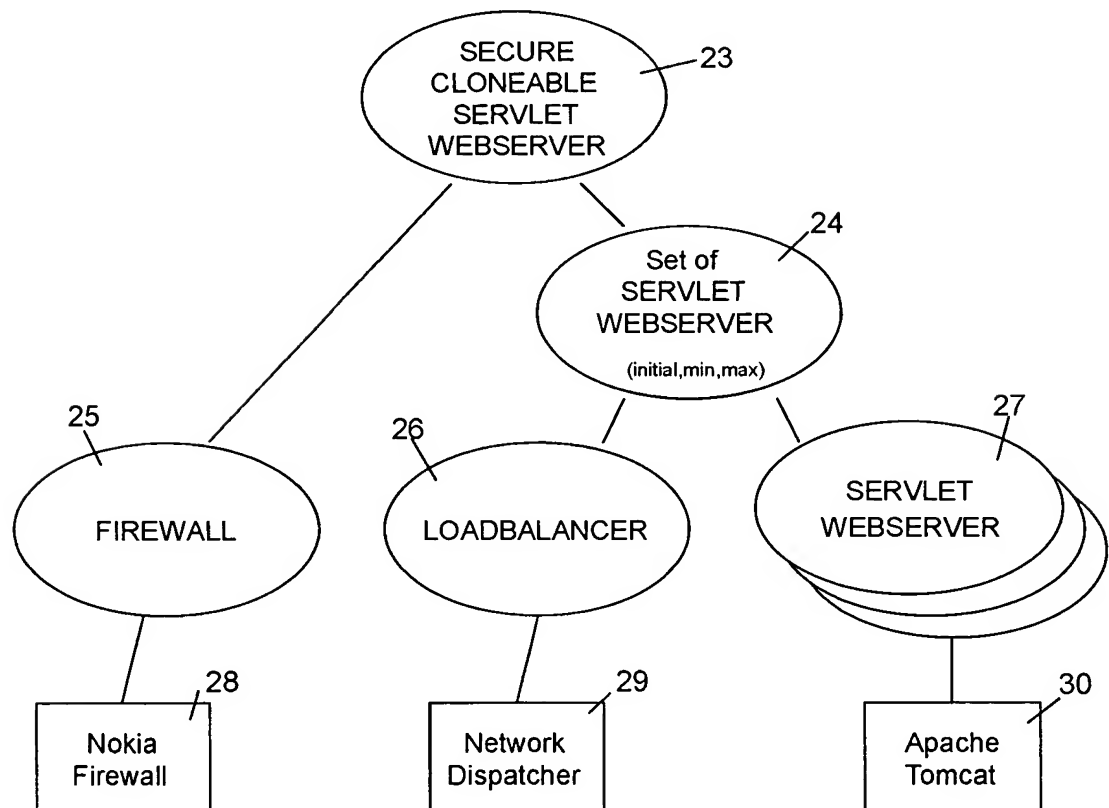 SECURE
CLONEABLE
SERVLET
WEBSERVER
23
Set of
SERVLET
WEBSERVER
(initial,min,max)
24
25
FIREWALL
26
LOADBALANCER
27
SERVLET
WEBSERVER
28
Nokia
Firewall
29
Network
Dispatcher
30
Apache
Tomcat